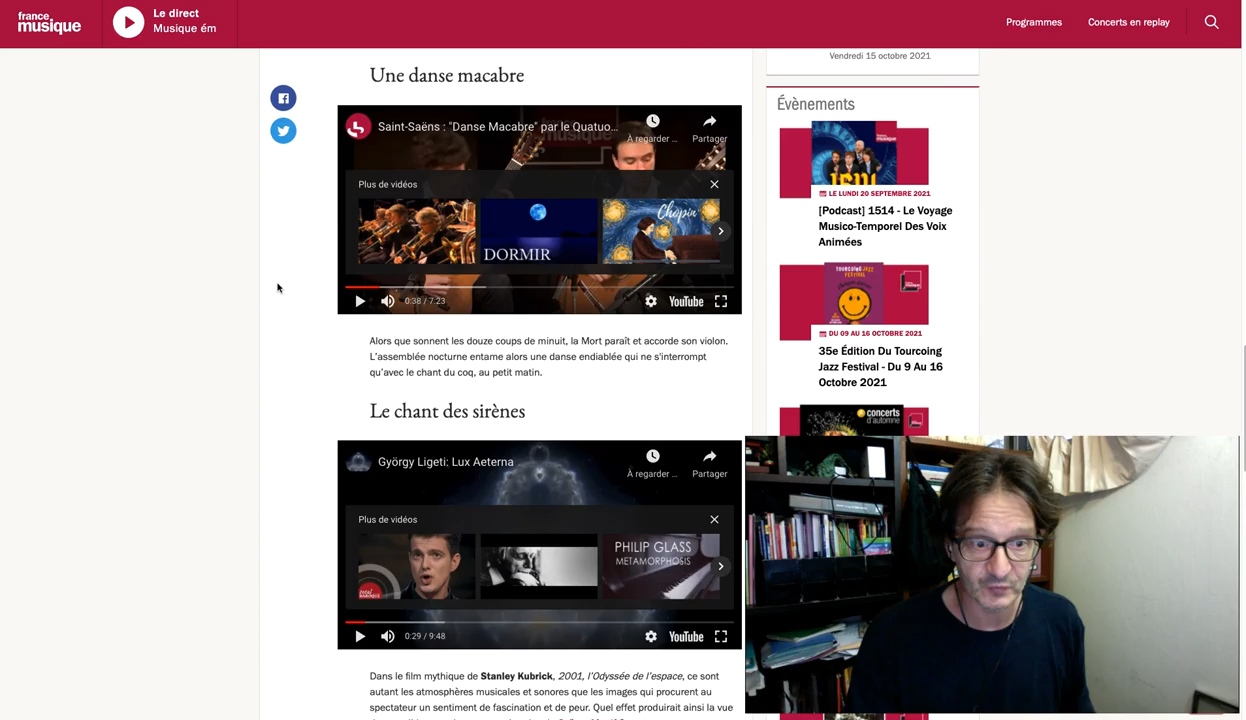 france
musique
Le direct
Musique ém
Programmes
Concerts en replay
Vendredi 15 octobre 2021
Une danse macabre
Saint-Saëns : "Danse Macabre" par le Quatuo...
À regarder ...
Partager
Plus de vidéos
DORMIR
Chopin
0:38 / 7:23
YouTube
Alors que sonnent les douze coups de minuit, la Mort paraît et accorde son violon.
L'assemblée nocturne entame alors une danse endiablée qui ne s'interrompt
qu'avec le chant du coq, au petit matin.
Le chant des sirènes
György Ligeti: Lux Aeterna
À regarder ...
Partager
Plus de vidéos
PHILIP GLASS
METAMORPHOSIS
0:29 / 9:48
YouTube
Dans le film mythique de Stanley Kubrick, 2001, l'Odyssée de l'espace, ce sont
autant les atmosphères musicales et sonores que les images qui procurent au
spectateur un sentiment de fascination et de peur. Quel effet produirait ainsi la vue
Évènements
1514
LE LUNDI 20 SEPTEMBRE 2021
[Podcast] 1514 - Le Voyage
Musico-Temporel Des Voix
Animées
TOURCOING JAZZ
FESTIVAL
DU 09 AU 16 OCTOBRE 2021
35e Édition Du Tourcoing
Jazz Festival - Du 9 Au 16
Octobre 2021
concerts
d'automne